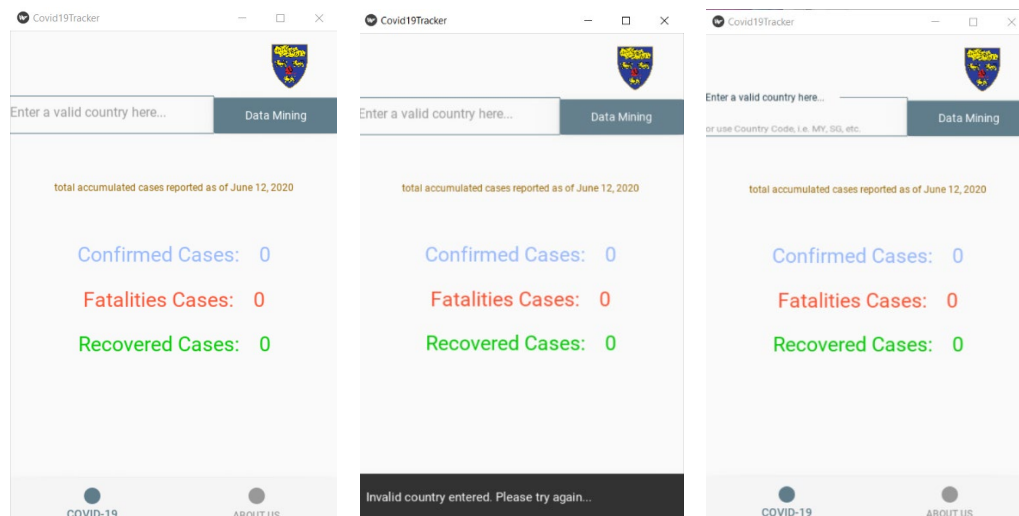 Covid19Tracker
Enter a valid country here...
Data Mining
total accumulated cases reported as of June 12, 2020
Confirmed Cases: 0
Fatalities Cases: 0
Recovered Cases: 0
COVID-19
ABOUT US
Covid19Tracker
Enter a valid country here...
Data Mining
total accumulated cases reported as of June 12, 2020
Confirmed Cases: 0
Fatalities Cases: 0
Recovered Cases: 0
Invalid country entered. Please try again...
Covid19Tracker
Enter a valid country here...
or use Country Code, i.e. MY, SG, etc.
Data Mining
total accumulated cases reported as of June 12, 2020
Confirmed Cases: 0
Fatalities Cases: 0
Recovered Cases: 0
COVID-19
ABOUT US